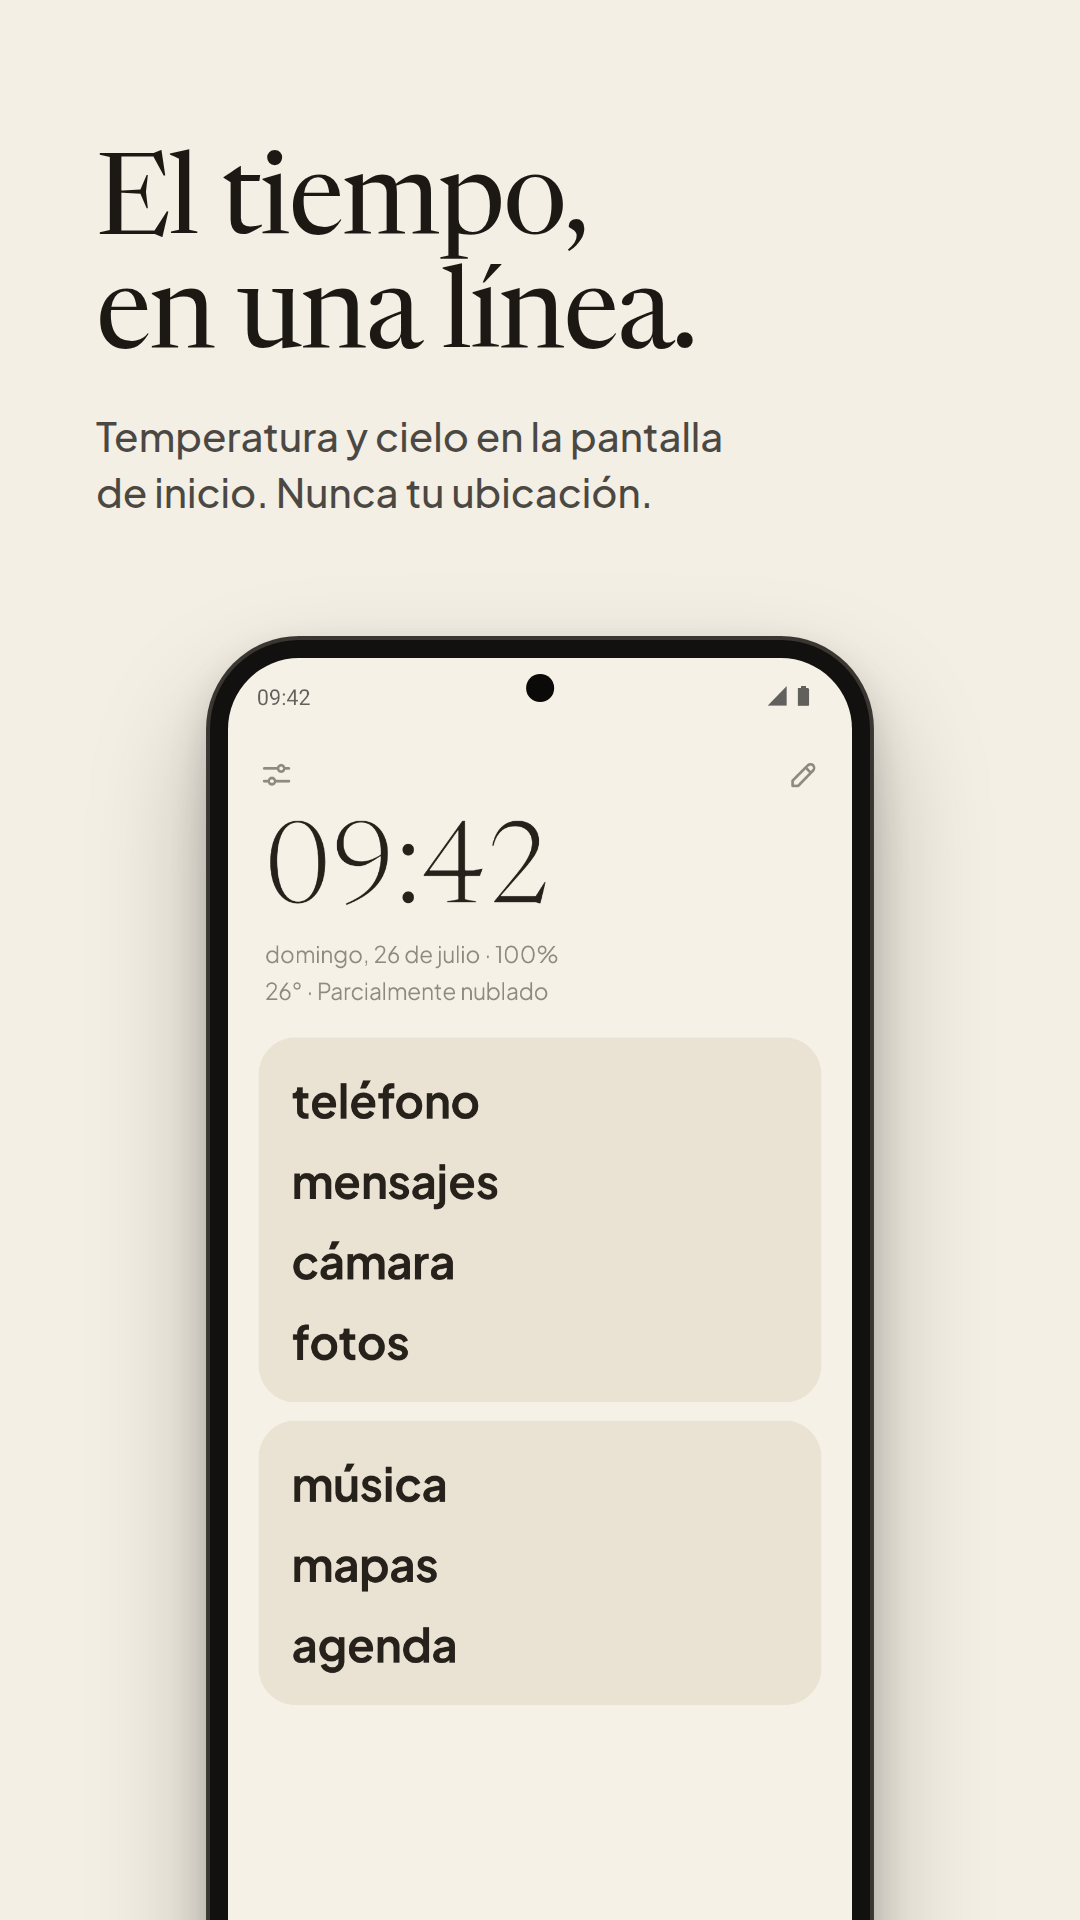 El tiempo,
en una línea.
Temperatura y cielo en la pantalla
de inicio. Nunca tu ubicación.
09:42
09:42
domingo, 26 de julio · 100%
26° · Parcialmente nublado
teléfono
mensajes
cámara
fotos
música
mapas
agenda